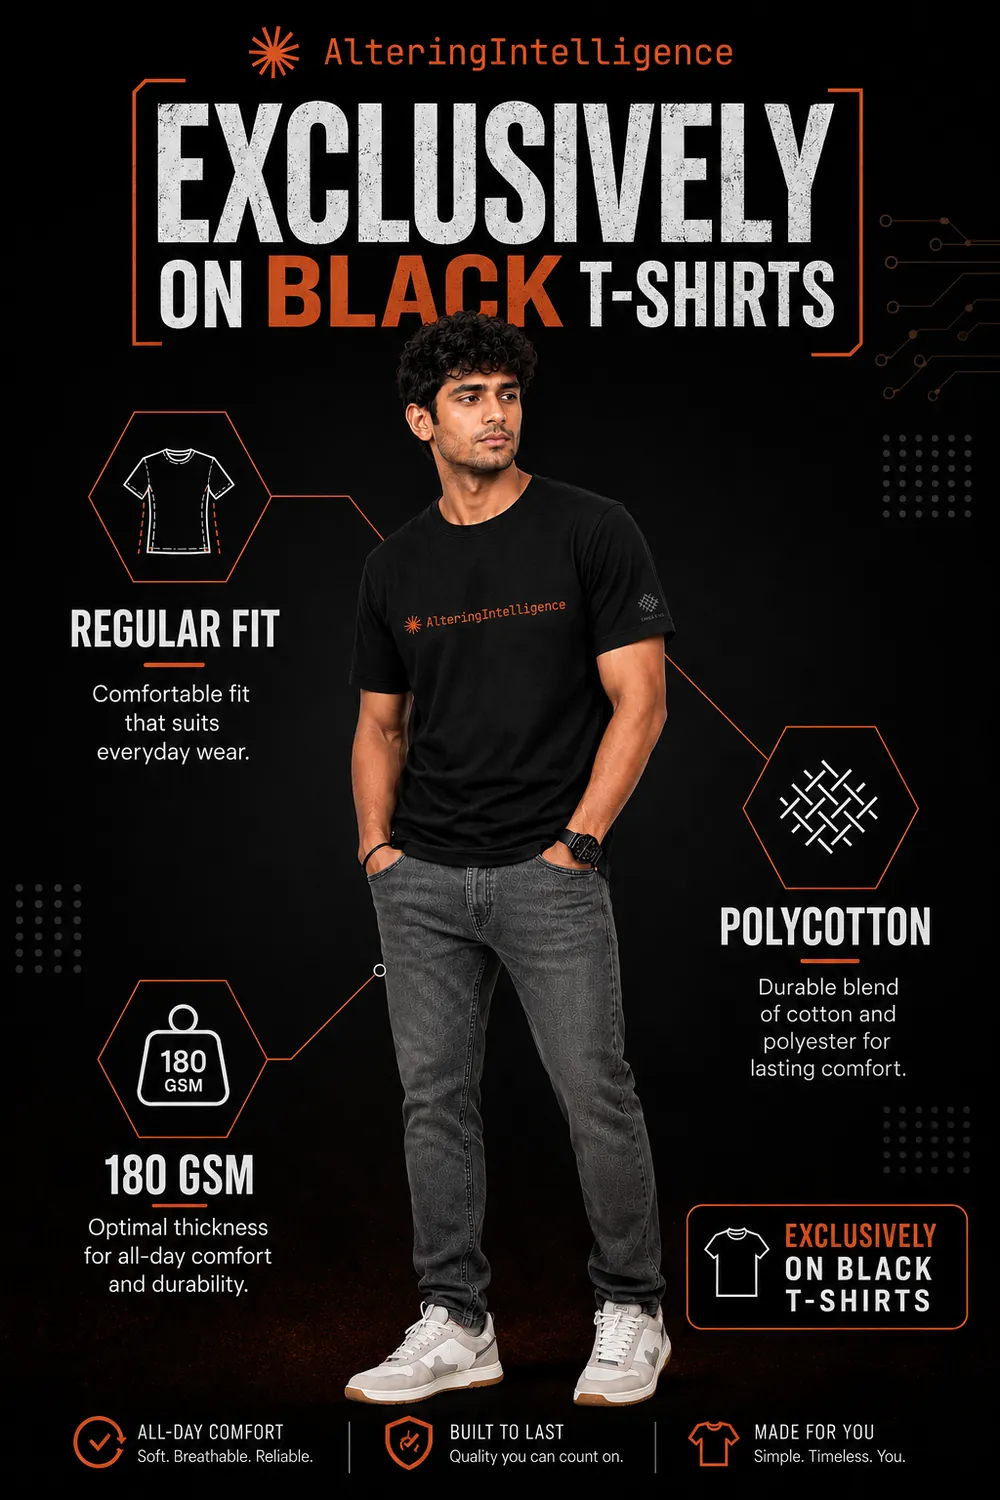 AlteringIntelligence
EXCLUSIVELY
ON BLACK T-SHIRTS
AlteringIntelligence
REGULAR FIT
Comfortable fit
that suits
everyday wear.
POLYCOTTON
Durable blend
of cotton and
polyester for
lasting comfort.
180
GSM
180 GSM
Optimal thickness
for all-day comfort
and durability.
EXCLUSIVELY
ON BLACK
T-SHIRTS
ALL-DAY COMFORT
Soft. Breathable. Reliable.
BUILT TO LAST
Quality you can count on.
MADE FOR YOU
Simple. Timeless. You.